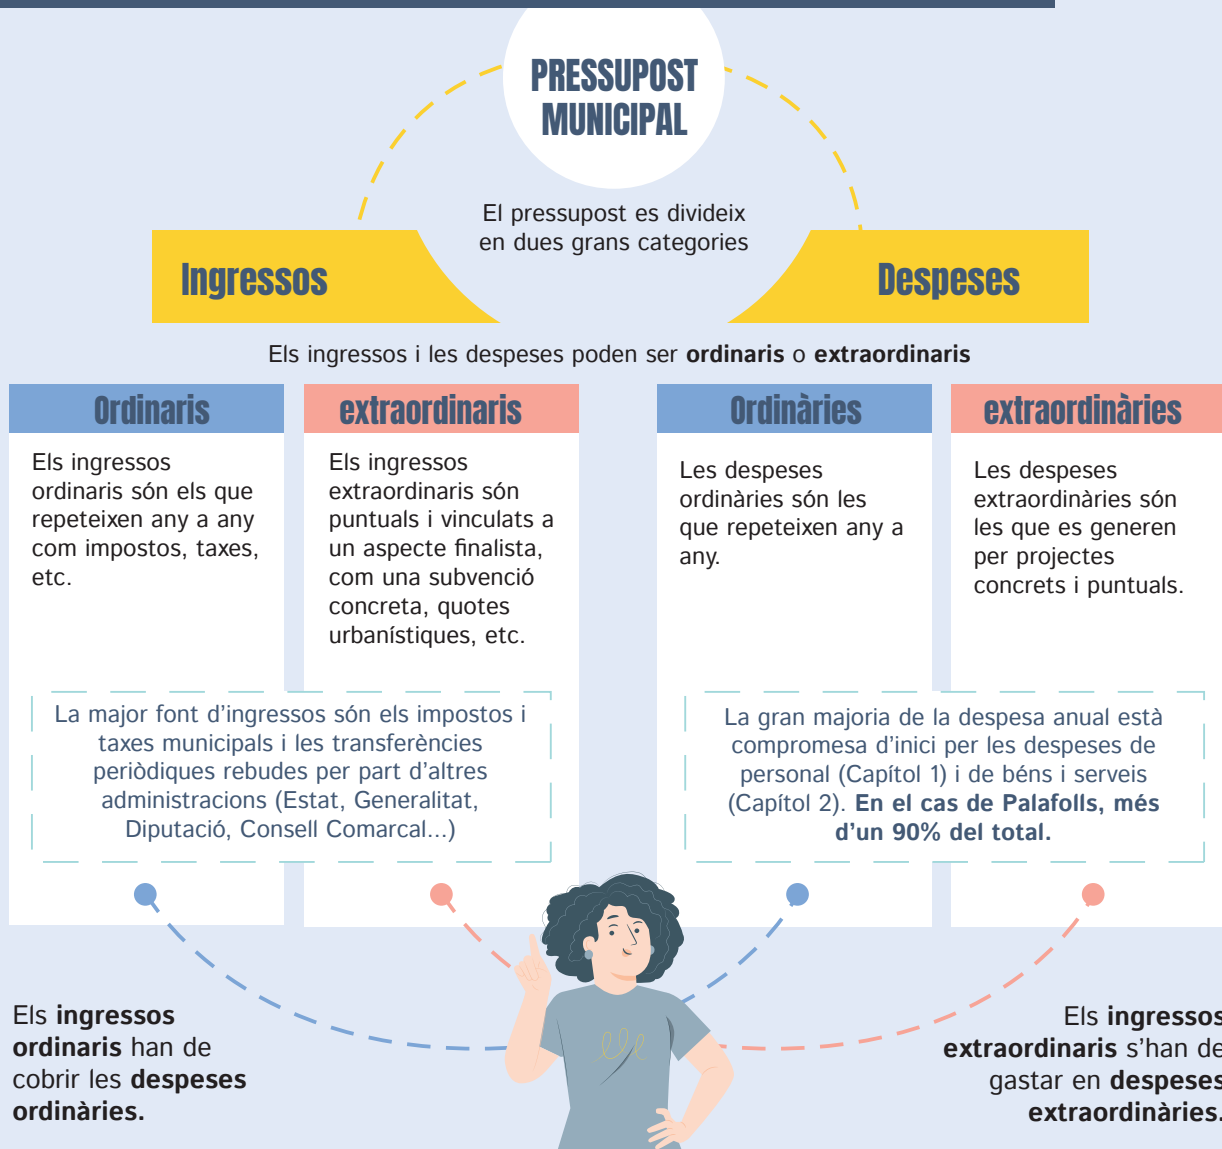 PRESSUPOST
MUNICIPAL
El pressupost es divideix
en dues grans categories
Ingressos
Despeses
Els ingressos i les despeses poden ser ordinaris o extraordinaris
Ordinaris
Els ingressos
ordinaris són els que
repeteixen any a any
com impostos, taxes,
etc.
extraordinaris
Els ingressos
extraordinaris són
puntuals i vinculats a
un aspecte finalista,
com una subvenció
concreta, quotes
urbanístiques, etc.
La major font d'ingressos són els impostos i
taxes municipals i les transferències
periòdiques rebudes per part d'altres
administracions (Estat, Generalitat,
Diputació, Consell Comarcal...)
Ordinàries
Les despeses
ordinàries són les
que repeteixen any a
any.
extraordinàries
Les despeses
extraordinàries són
les que es generen
per projectes
concrets i puntuals.
La gran majoria de la despesa anual està
compromesa d'inici per les despeses de
personal (Capítol 1) i de béns i serveis
(Capítol 2). En el cas de Palafolls, més
d'un 90% del total.
Els ingressos
ordinaris han de
cobrir les despeses
ordinàries.
Els ingressos
extraordinaris s'han de
gastar en despeses
extraordinàries.